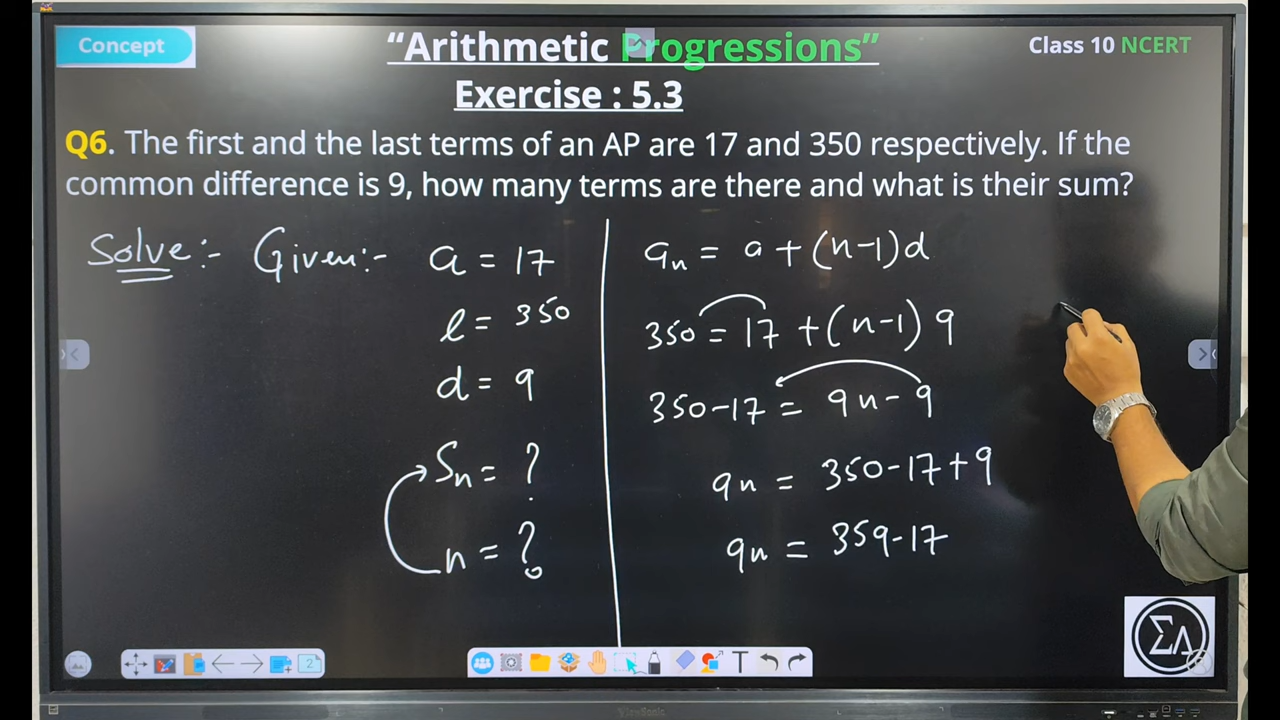 Concept
“Arithmetic Progressions”
Class 10 NCERT
Exercise : 5.3
Q6. The first and the last terms of an AP are 17 and 350 respectively. If the
common difference is 9, how many terms are there and what is their sum?
Solve :- Given :- a = 17
l = 350
d = 9
Sn = ?
n = ?
an = a + (n-1)d
350 = 17 + (n-1) 9
350-17 = 9n - 9
9n = 350-17+9
9n = 359-17
ΣΛ
2
T
ViewSonic